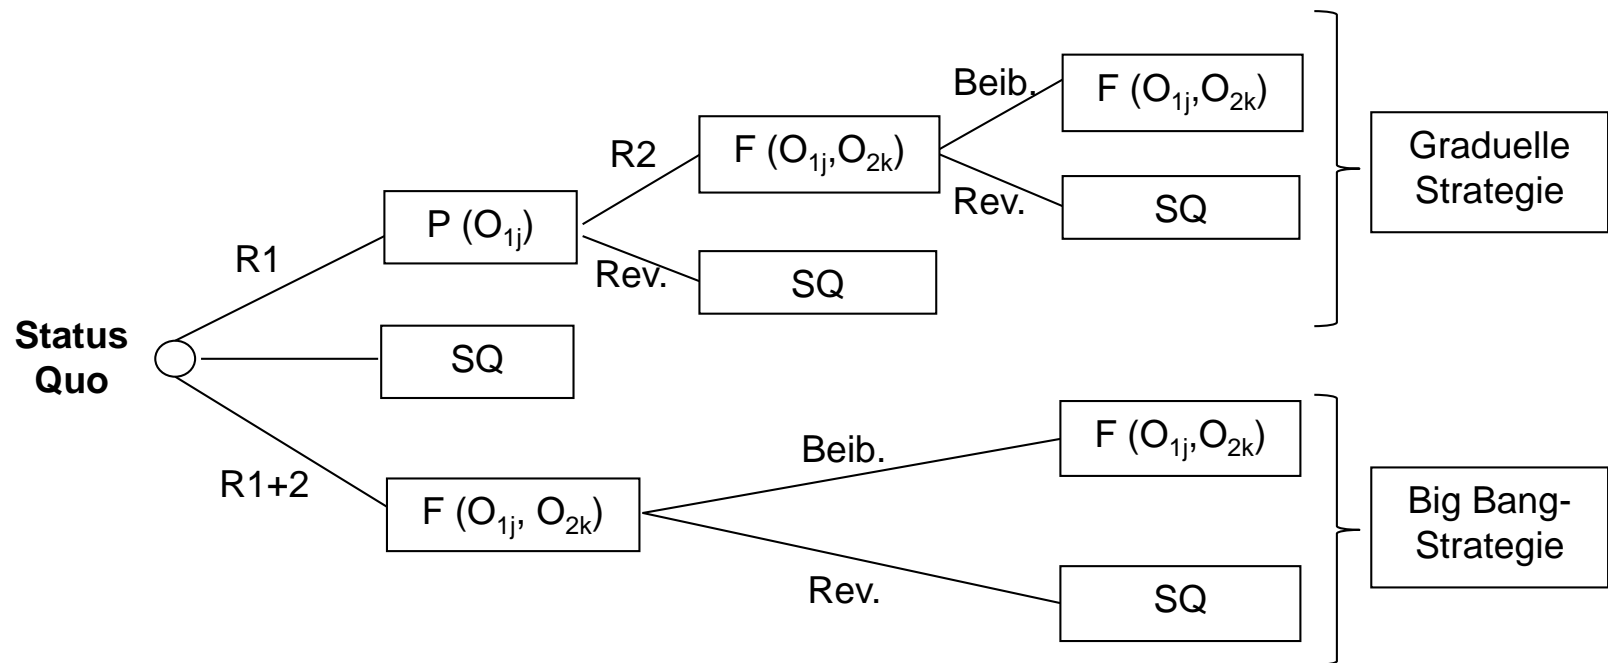 Beib.
F (O1j,O2k)
R2
F (O1j,O2k)
Rev.
SQ
Graduelle
Strategie
R1
P (O1j)
Rev.
SQ
Status
Quo
SQ
R1+2
F (O1j, O2k)
Beib.
F (O1j,O2k)
Rev.
SQ
Big Bang-
Strategie